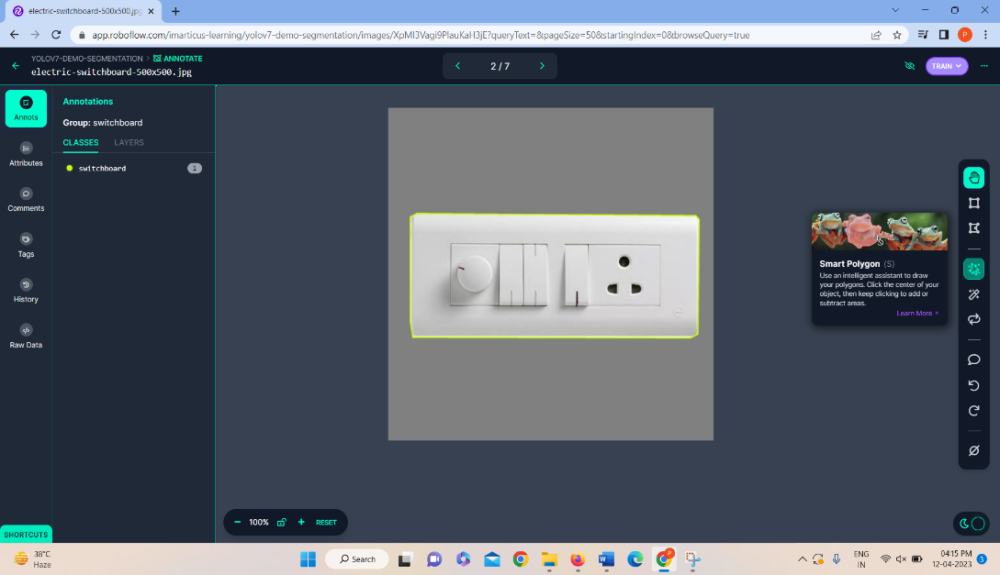 electric-switchboard-500x500.jpg
app.roboflow.com/imarticus-learning/yolov7-demo-segmentation/images/XpMI3Vagi9PlauKaH3jE?queryText=&pageSize=50&startingIndex=0&browseQuery=true
P
YOLOV7-DEMO-SEGMENTATION > ANNOTATE
electric-switchboard-500x500.jpg
2 / 7
TRAIN
Annots
Attributes
Comments
Tags
History
Raw Data
SHORTCUTS
Annotations
Group: switchboard
CLASSES LAYERS
switchboard 1
Smart Polygon (S)
Use an intelligent assistant to draw
your polygons. Click the center of your
object, then keep clicking to add or
subtract areas.
Learn More »
100% RESET
38°C
Haze
Search
P
ENG
IN
04:15 PM
12-04-2023
3